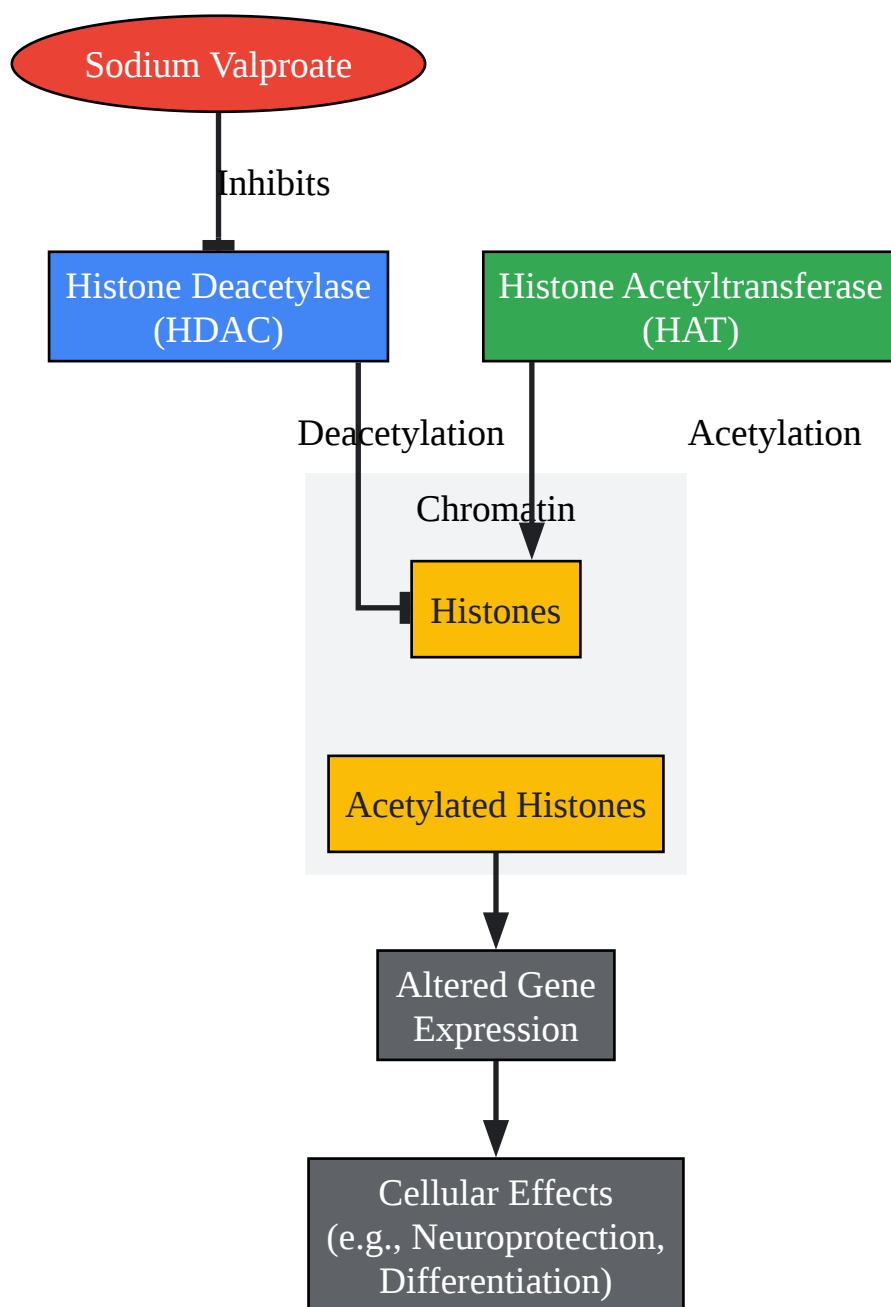 Sodium Valproate
Inhibits
Histone Deacetylase
(HDAC)
Histone Acetyltransferase
(HAT)
Deacetylation
Acetylation
Chromatin
Histones
Acetylated Histones
Altered Gene
Expression
Cellular Effects
(e.g., Neuroprotection,
Differentiation)